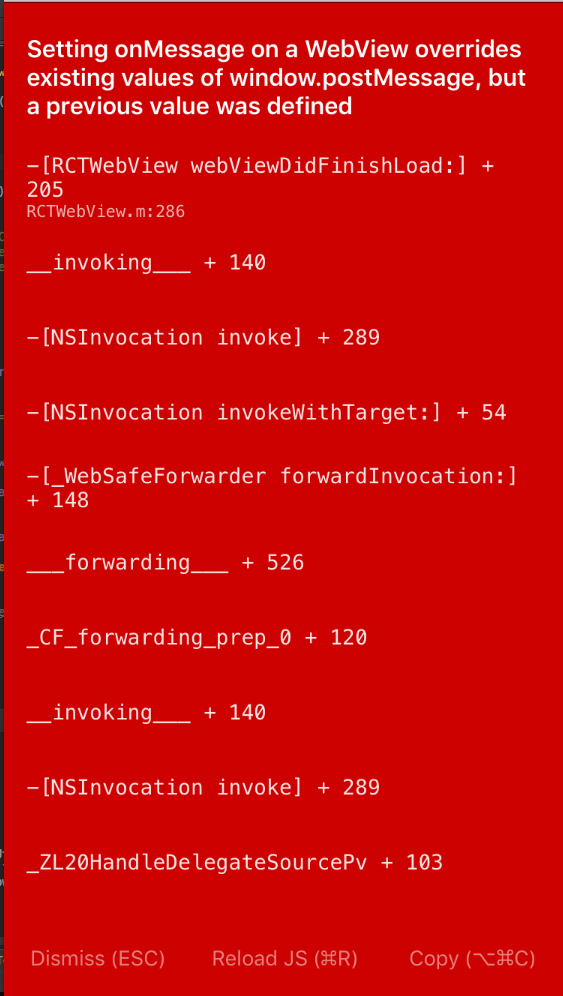 Setting onMessage on a WebView overrides
existing values of window.postMessage, but
a previous value was defined
-[RCTWebView webViewDidFinishLoad:] +
205
RCTWebView.m:286
__invoking___ + 140
-[NSInvocation invoke] + 289
-[NSInvocation invokeWithTarget:] + 54
-[_WebSafeForwarder forwardInvocation:]
+ 148
___forwarding___ + 526
_CF_forwarding_prep_0 + 120
__invoking___ + 140
-[NSInvocation invoke] + 289
_ZL20HandleDelegateSourcePv + 103
Dismiss (ESC) Reload JS (⌘R) Copy (⌥⌘C)